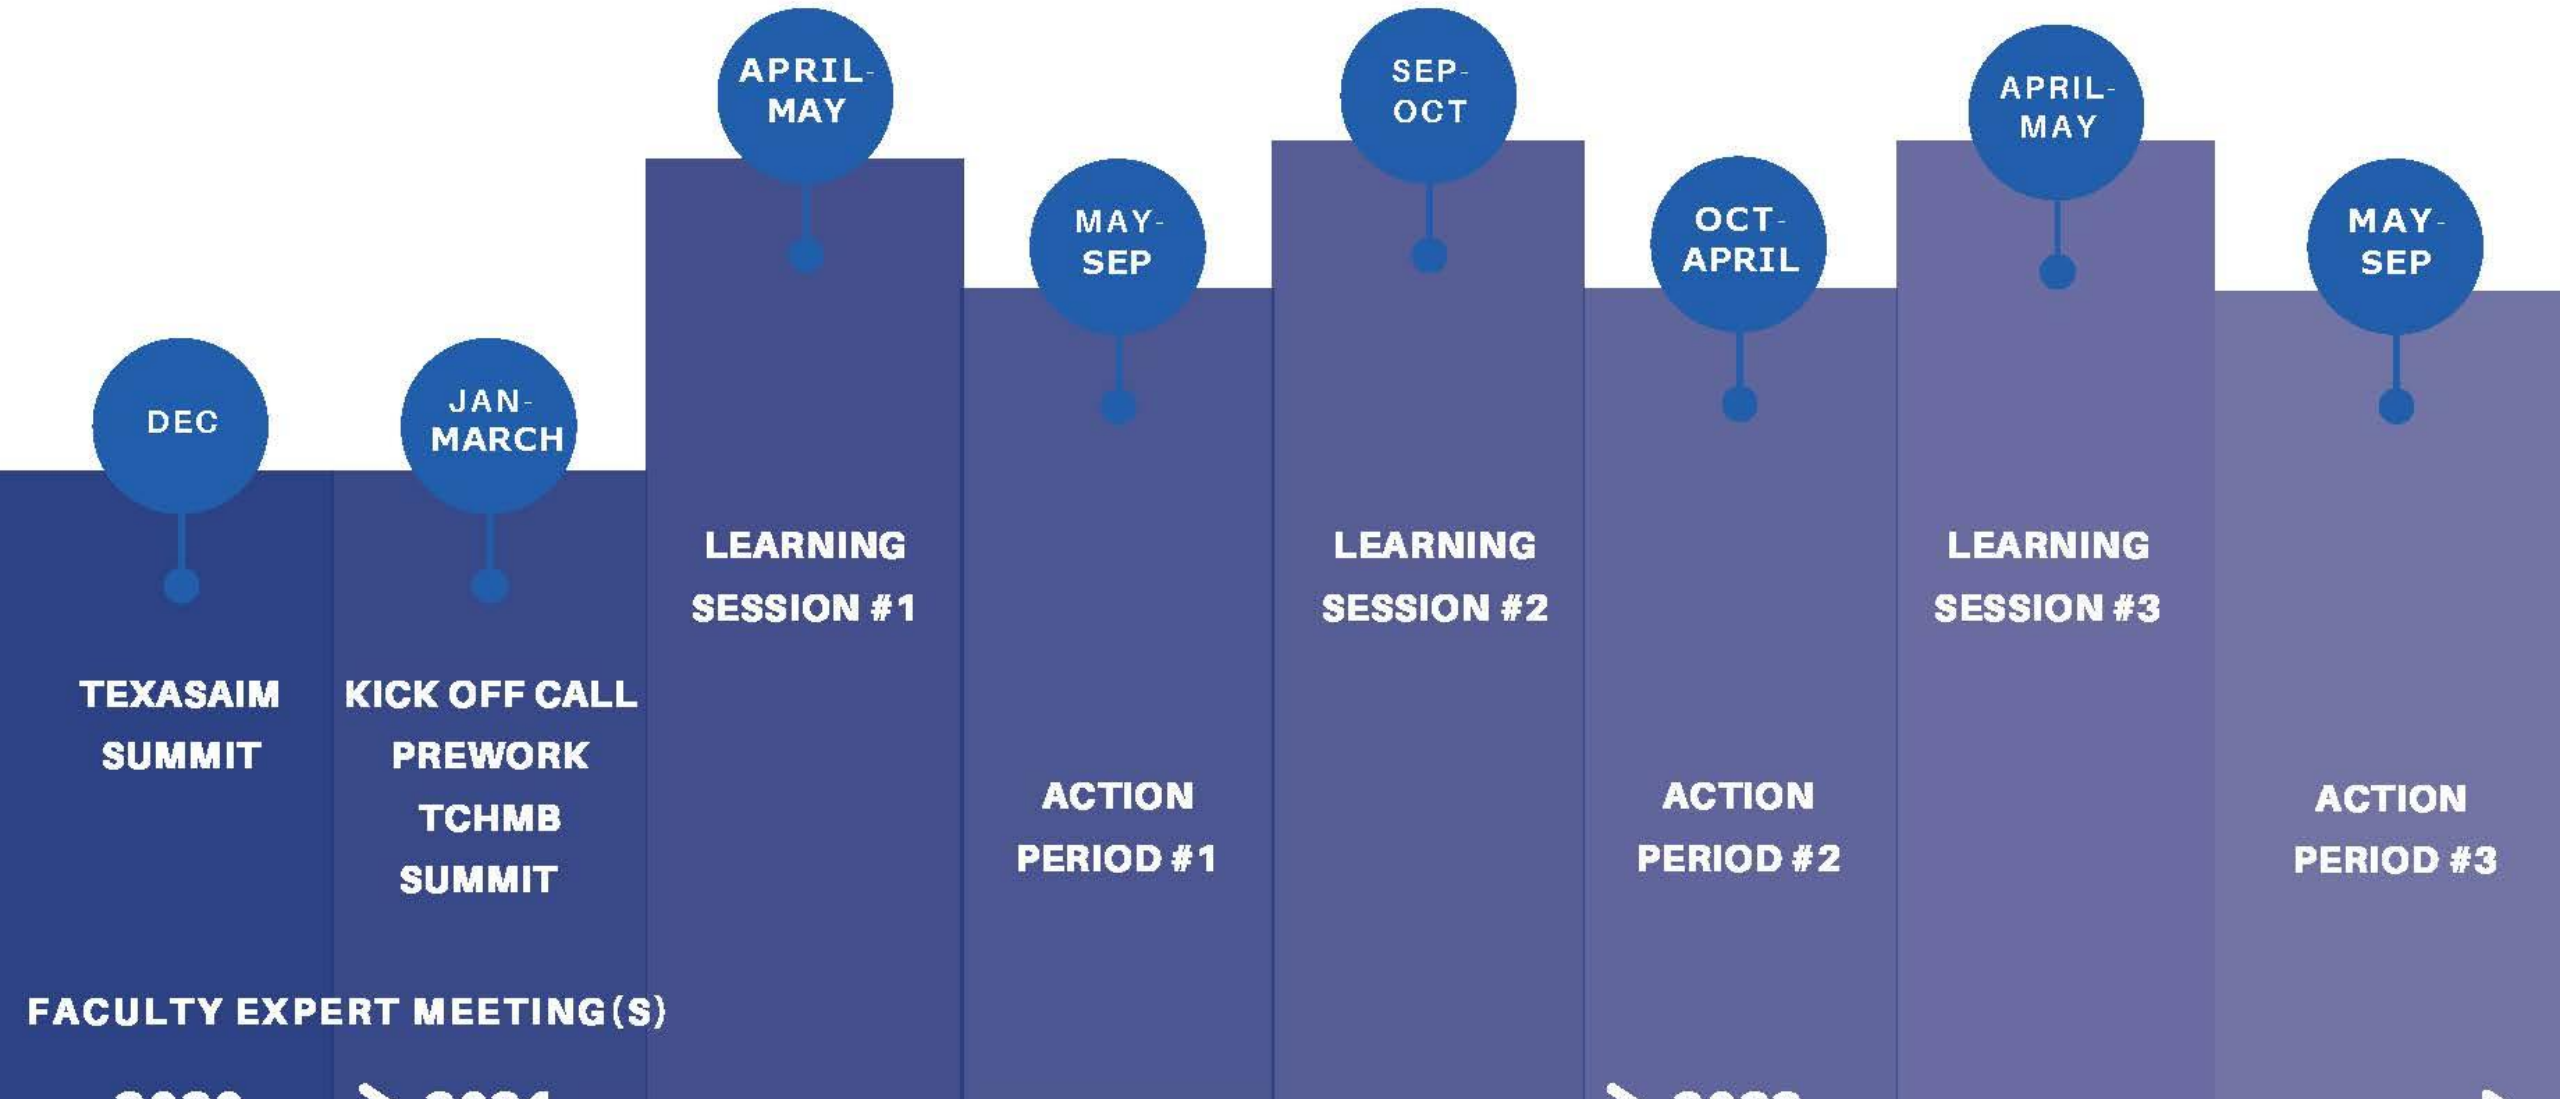 DEC
TEXASAIM
SUMMIT
JAN-
MARCH
KICK OFF CALL
PREWORK
TCHMB
SUMMIT
FACULTY EXPERT MEETING(S)
APRIL-
MAY
LEARNING
SESSION #1
MAY-
SEP
ACTION
PERIOD #1
SEP-
OCT
LEARNING
SESSION #2
OCT-
APRIL
ACTION
PERIOD #2
APRIL-
MAY
LEARNING
SESSION #3
MAY-
SEP
ACTION
PERIOD #3